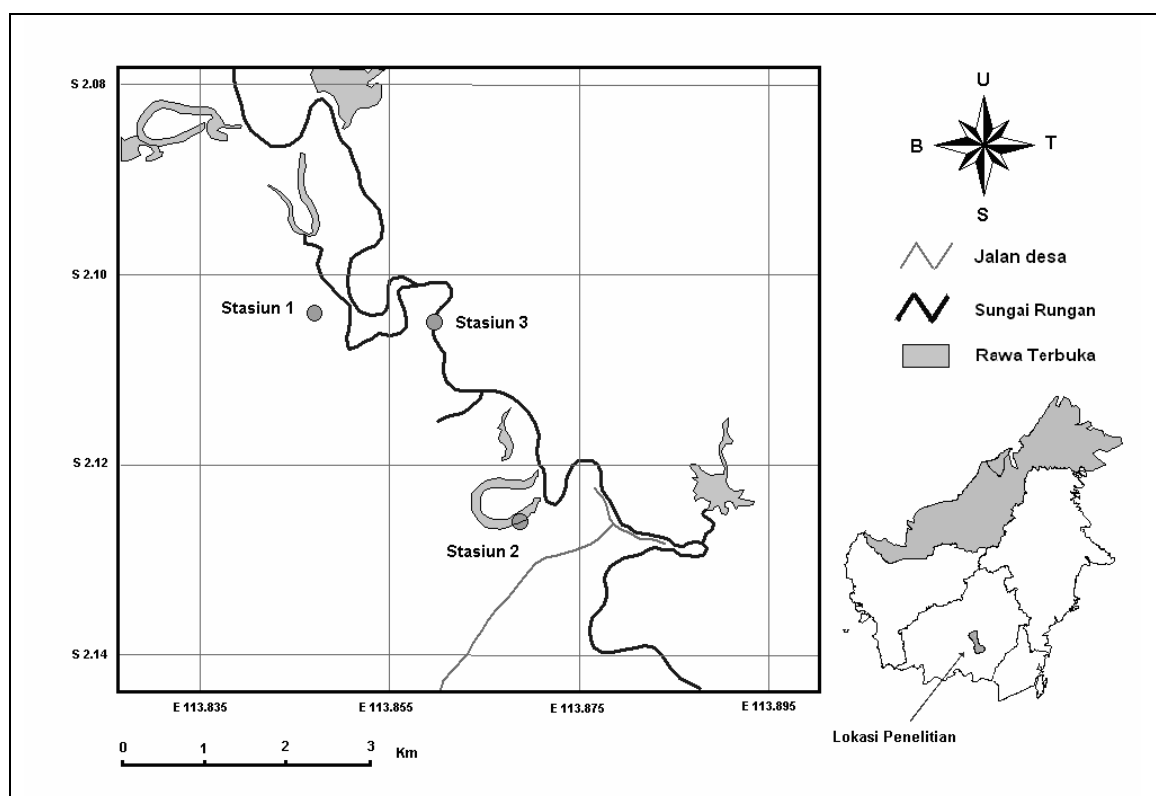 S 2.08
S 2.10
S 2.12
S 2.14
Stasiun 1
Stasiun 3
Stasiun 2
E 113.835
E 113.855
E 113.875
E 113.895
0 1 2 3 Km
U
B T
S
Jalan desa
Sungai Rungan
Rawa Terbuka
Lokasi Penelitian